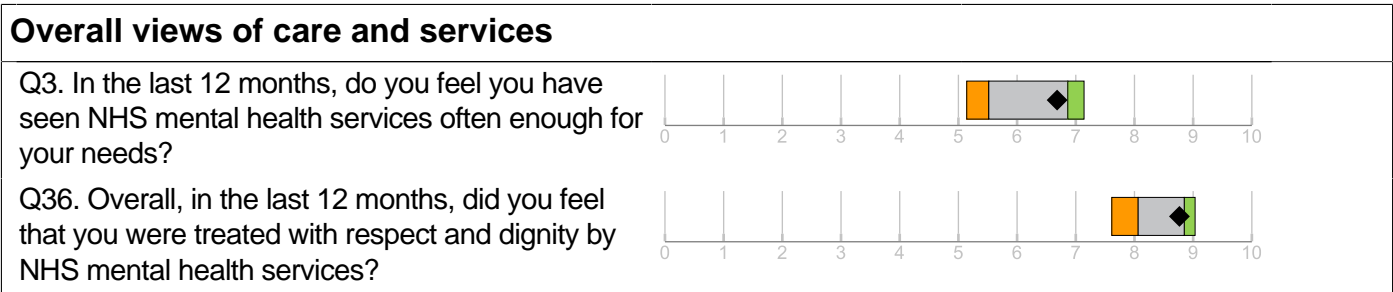 Overall views of care and services
Q3. In the last 12 months, do you feel you have
seen NHS mental health services often enough for
your needs?
0 1 2 3 4 5 6 7 8 9 10
Q36. Overall, in the last 12 months, did you feel
that you were treated with respect and dignity by
NHS mental health services?
0 1 2 3 4 5 6 7 8 9 10